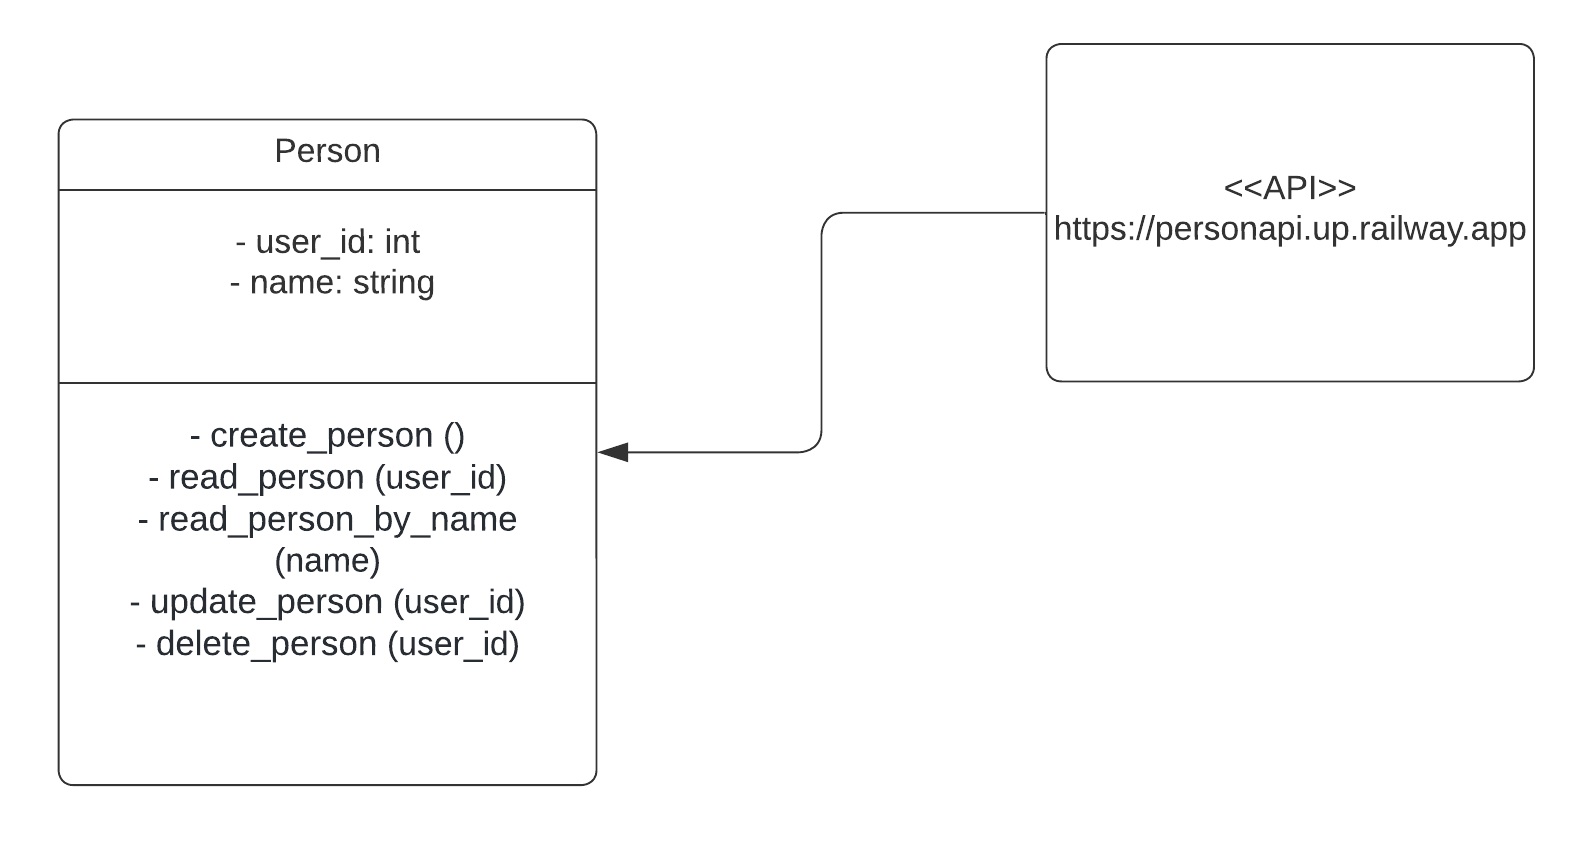 Person
- user_id: int
- name: string
- create_person ()
- read_person (user_id)
- read_person_by_name
(name)
- update_person (user_id)
- delete_person (user_id)
<<API>>
https://personapi.up.railway.app